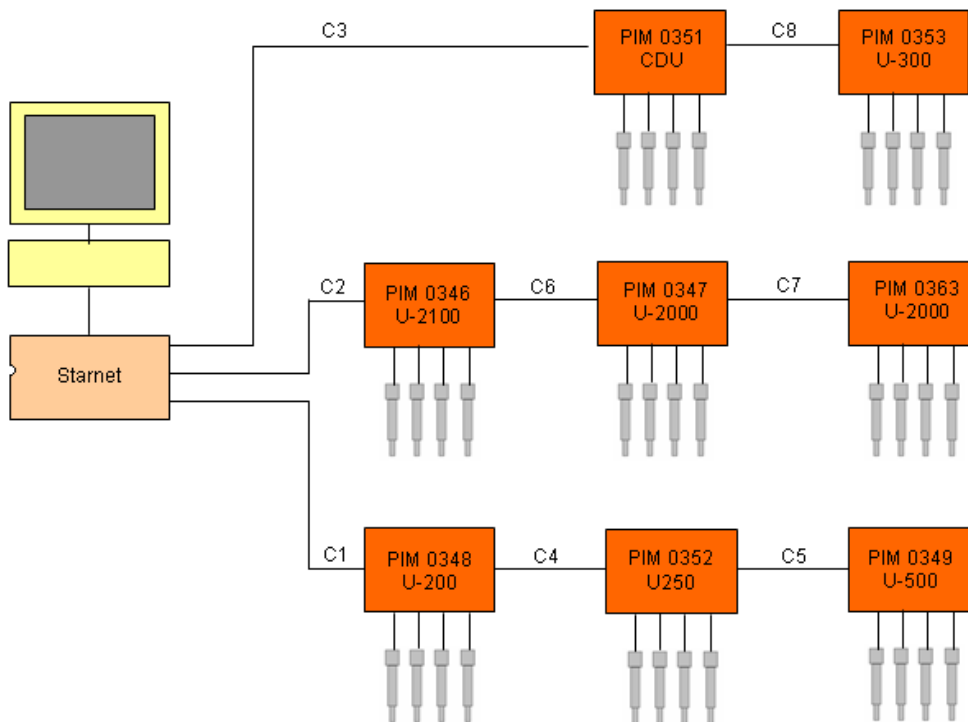 C3
PIM 0351
CDU
C8
PIM 0353
U-300
C2
PIM 0346
U-2100
C6
PIM 0347
U-2000
C7
PIM 0363
U-2000
Starnet
C1
PIM 0348
U-200
C4
PIM 0352
U250
C5
PIM 0349
U-500